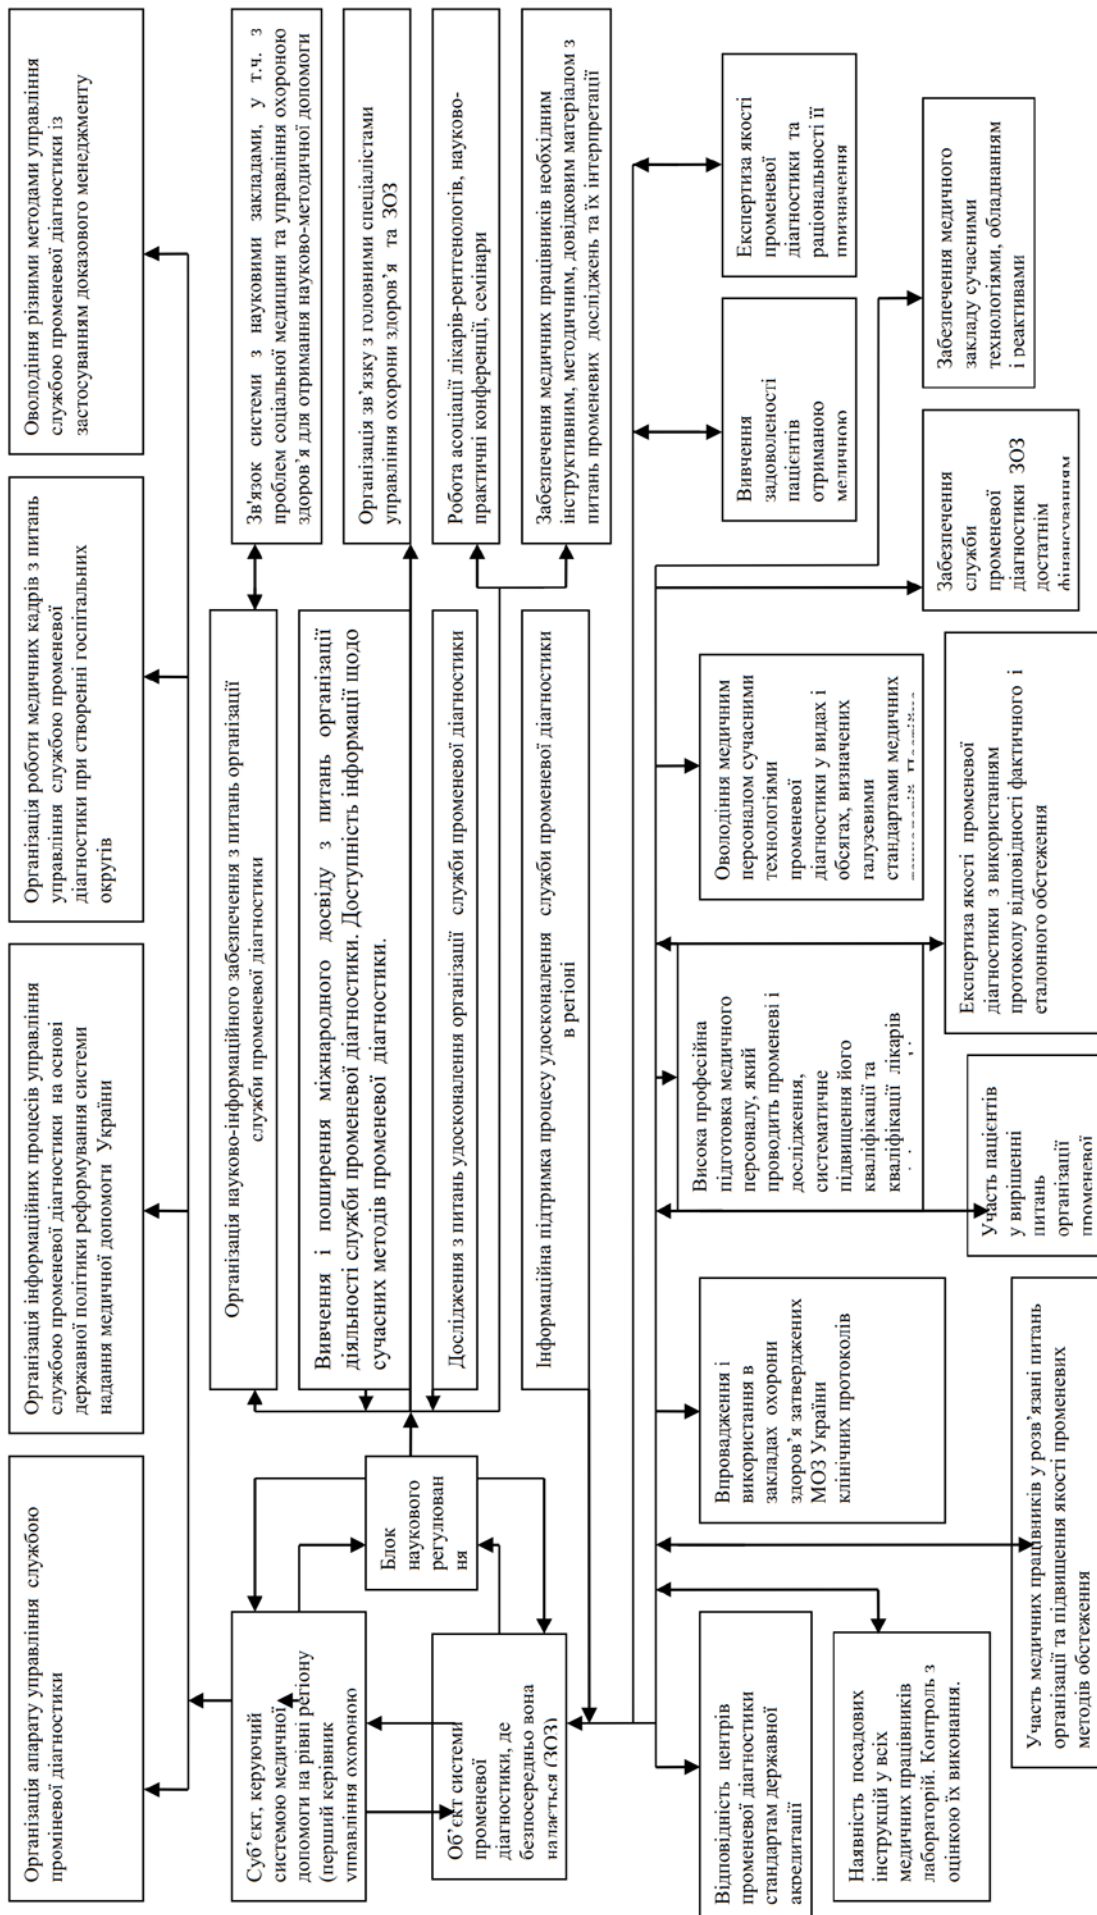 Організація апарату управління службою
проміневої діагностики
Організація інформаційних процесів управління
службою променевої діагностики на основі
державної політики реформування системи
надання медичної допомоги України
Організація роботи медичних кадрів з питань
управління службою променевої
діагностики при створенні госпітальних
округів
Оволодіння різними методами управління
службою променевої діагностики із
застосуванням доказового менеджменту
Суб’єкт, керуючий
системою медичної
допомоги на рівні регіону
(перший керівник
управління охороною
Об’єкт системи
променевої
діагностики, де
безпосередньо вона
надається (ЗОЗ)
Блок
наукового
регулюван
ня
Організація науково-інформаційного забезпечення з питань організації
служби променевої діагностики
Вивчення і поширення міжнародного досвіду з питань організації
діяльності служби променевої діагностики. Доступність інформації щодо
сучасних методів променевої діагностики.
Дослідження з питань удосконалення організації служби променевої діагностики
Інформаційна підтримка процесу удосконалення служби променевої діагностики
в регіоні
Зв'язок системи з науковими закладами, у т.ч. з
проблем соціальної медицини та управління охороною
здоров'я для отримання науково-методичної допомоги
Організація зв’язку з головними спеціалістами
управління охорони здоров'я та ЗОЗ
Робота асоціації лікарів-рентгенологів, науково-
практичні конференції, семінари
Забезпечення медичних працівників необхідним
інструктивним, методичним, довідковим матеріалом з
питань променевих досліджень та їх інтерпретації
Відповідність центрів
променевої діагностики
стандартам державної
акредитації
Впровадження і
використання в
закладах охорони
здоров'я затверджених
МОЗ України
клінічних протоколів
Висока професійна
підготовка медичного
персоналу, який
проводить променеві і
дослідження,
систематичне
підвищення його
кваліфікації та
кваліфікації лікарів
Оволодіння медичним
персоналом сучасними
технологіями
променевої
діагностики у видах і
обсягах, визначених
галузевими
стандартами медичних
Вивчення
задоволеності
пацієнтів
отриманою
медичною
Експертиза якості
променевої
діагностики та
раціональності її
призначення
Наявність посадових
інструкцій у всіх
медичних працівників
лабораторій. Контроль з
оцінкою їх виконання.
Участь медичних працівників у розв’язані питань
організації та підвищення якості променевих
методів обстеження
Участь пацієнтів
у вирішенні
питань
організації
променевої
Експертиза якості променевої
діагностики з використанням
протоколу відповідності фактичного і
еталонного обстеження
Забезпечення
служби
променевої
діагностики ЗОЗ
достатнім
фінансуванням
Забезпечення медичного
закладу сучасними
технологіями, обладнанням
і реактивами